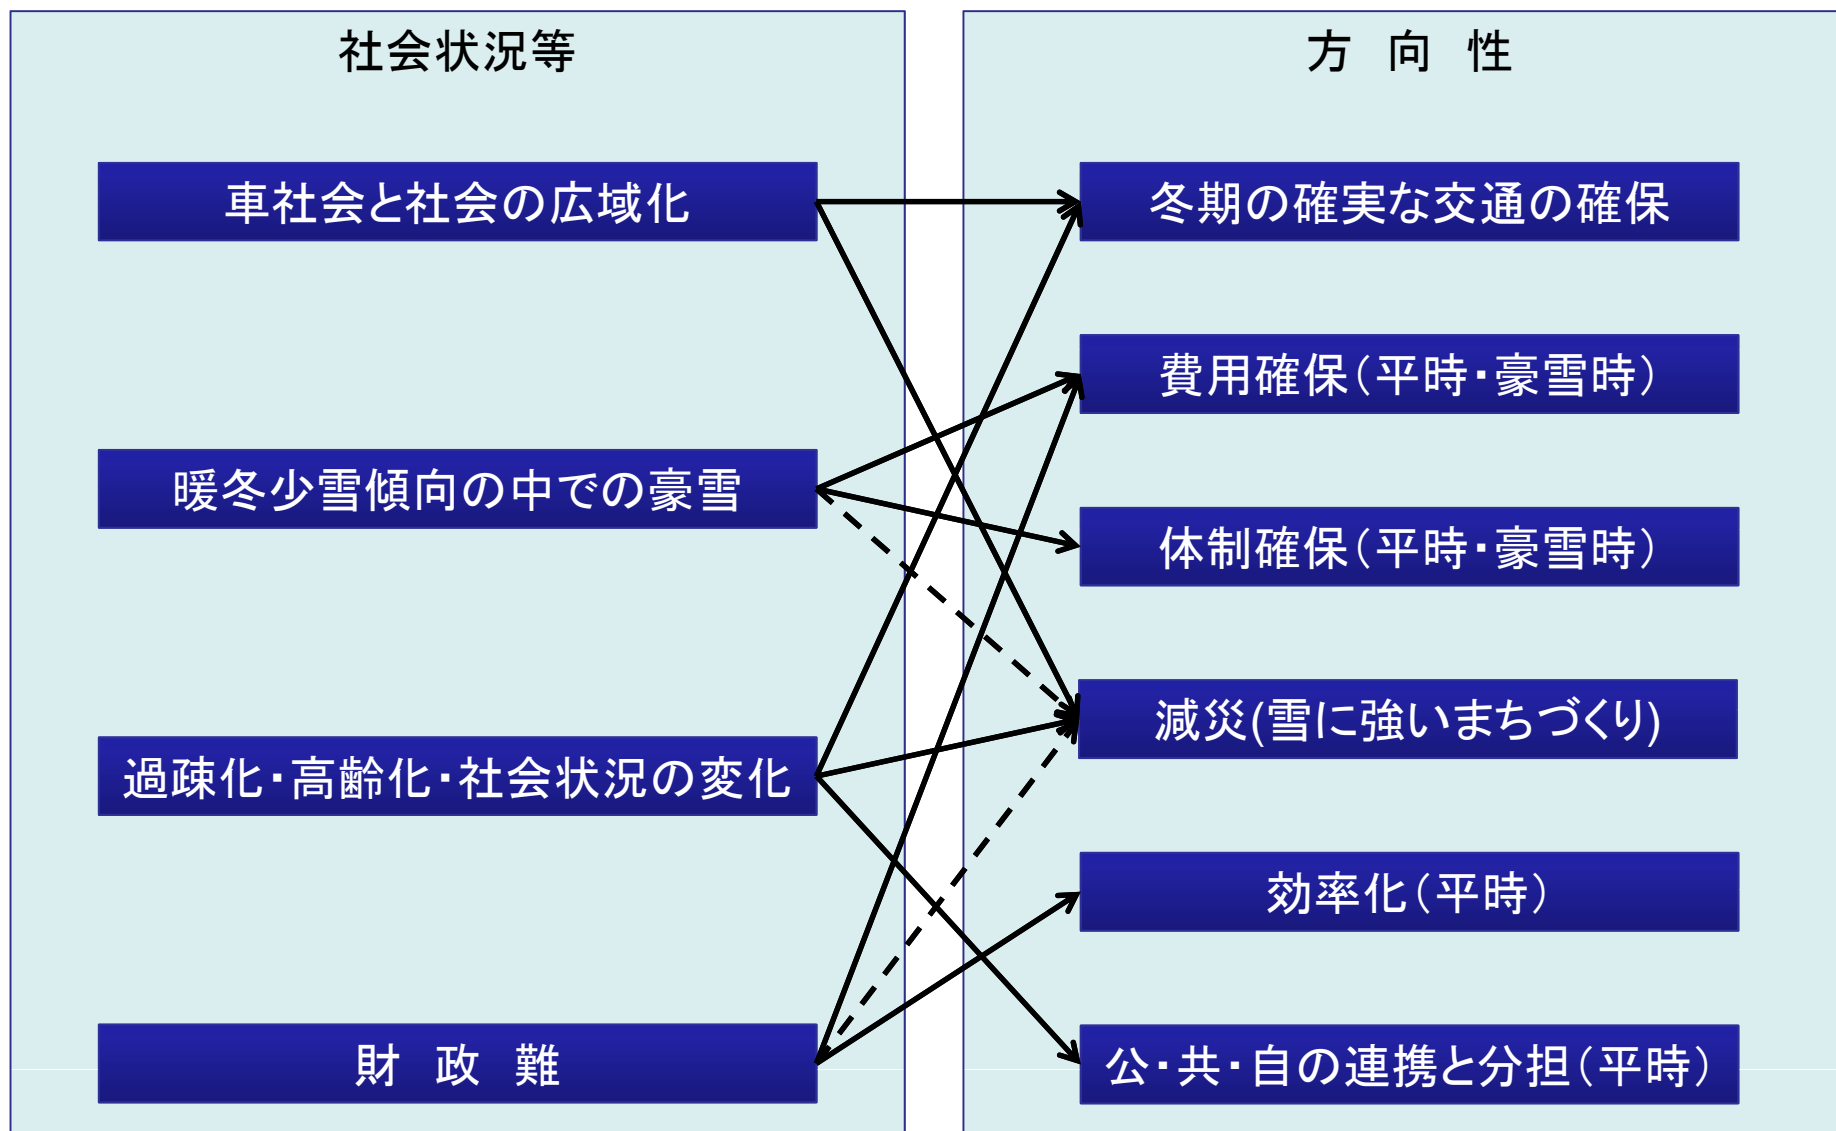 社会状況等
車社会と社会の広域化
暖冬少雪傾向の中での豪雪
過疎化・高齢化・社会状況の変化
財　政　難
方　向　性
冬期の確実な交通の確保
費用確保（平時・豪雪時）
体制確保（平時・豪雪時）
減災(雪に強いまちづくり)
効率化（平時）
公・共・自の連携と分担（平時）